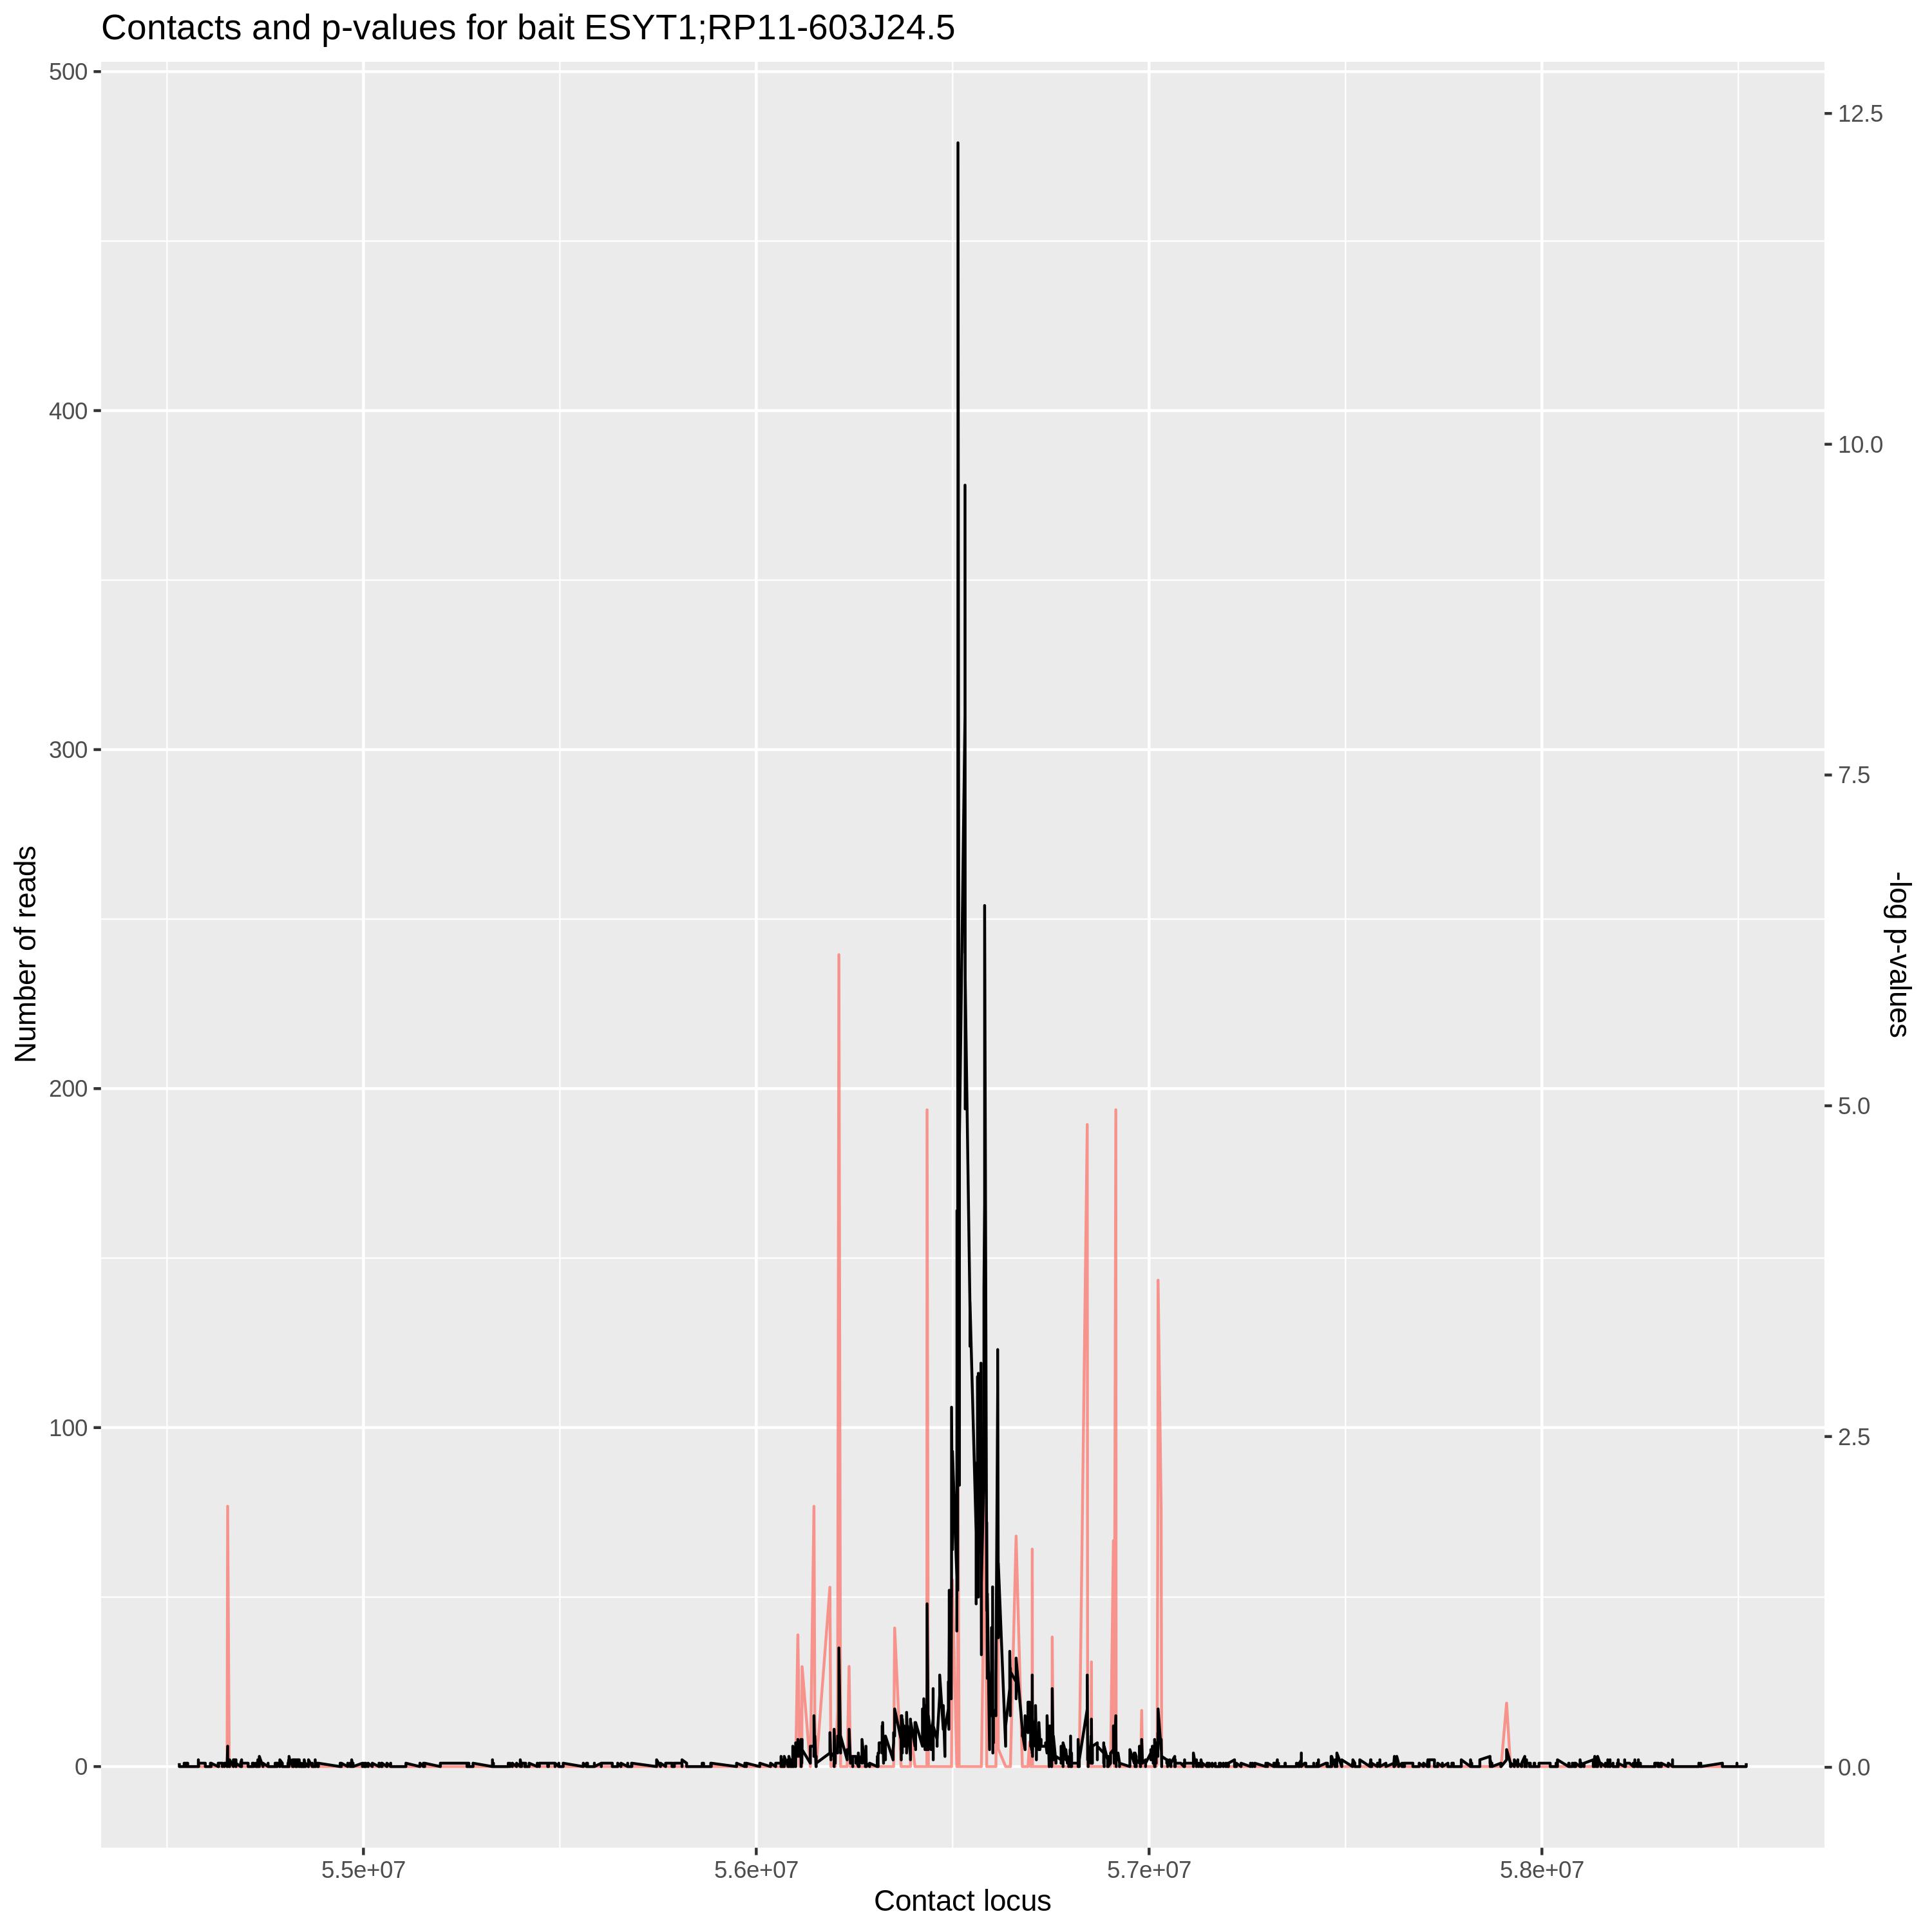 Contacts and p-values for bait ESYT1;RP11-603J24.5
500
400
300
200
100
0
Number of reads
12.5
10.0
7.5
5.0
2.5
0.0
-log p-values
5.5e+07
5.6e+07
5.7e+07
5.8e+07
Contact locus